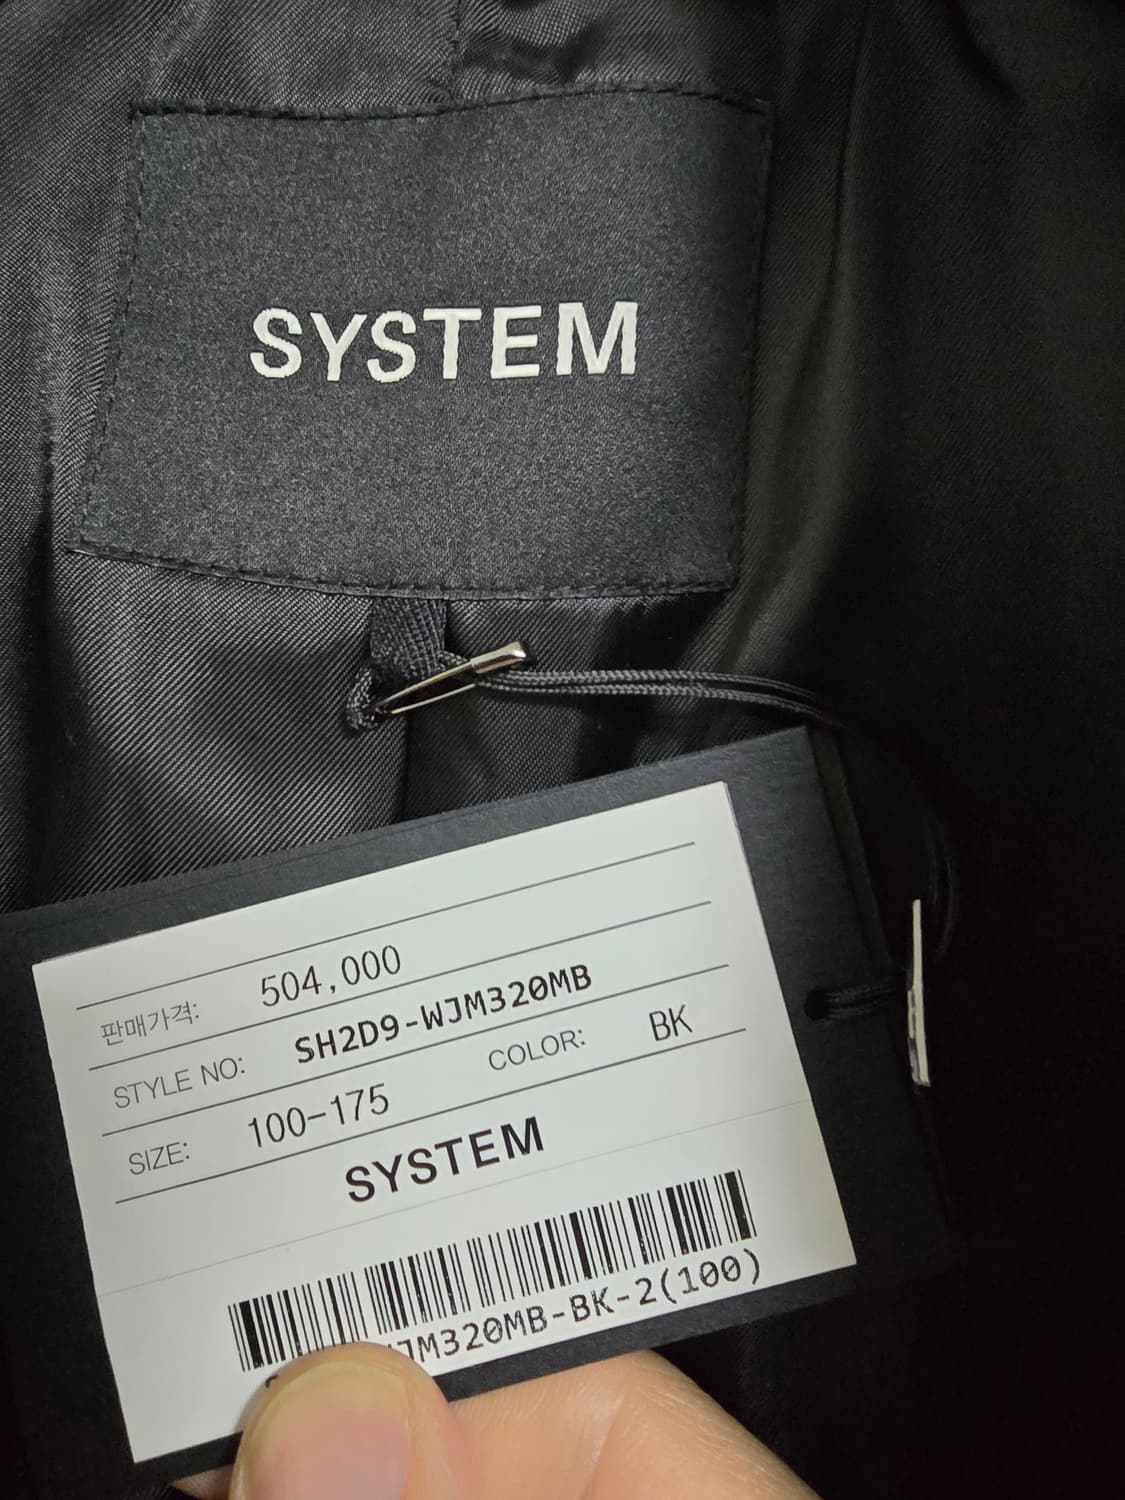 SYSTEM
판매가격: 504,000
STYLE NO: SH2D9-WJM320MB
SIZE: 100-175 COLOR: BK
SYSTEM
JM320MB-BK-2(100)